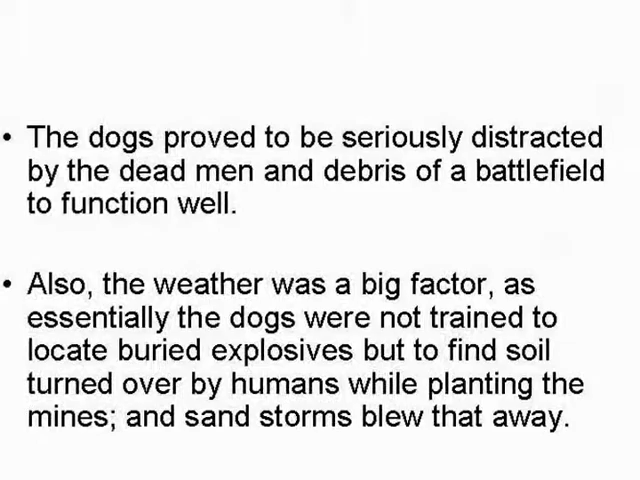 • The dogs proved to be seriously distracted
by the dead men and debris of a battlefield
to function well.
• Also, the weather was a big factor, as
essentially the dogs were not trained to
locate buried explosives but to find soil
turned over by humans while planting the
mines; and sand storms blew that away.